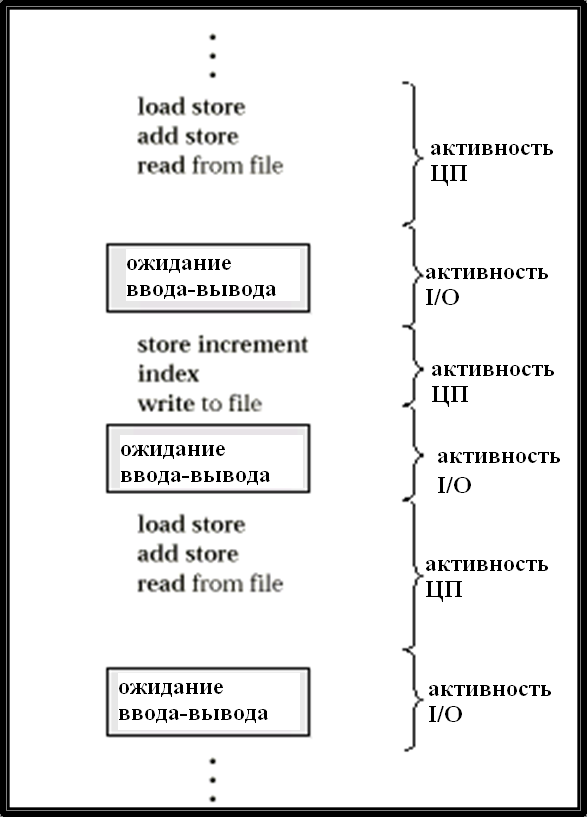 load store
add store
read from file
активность
ЦП
ожидание
ввода-вывода
активность
I/O
store increment
index
write to file
активность
ЦП
ожидание
ввода-вывода
активность
I/O
load store
add store
read from file
активность
ЦП
ожидание
ввода-вывода
активность
I/O